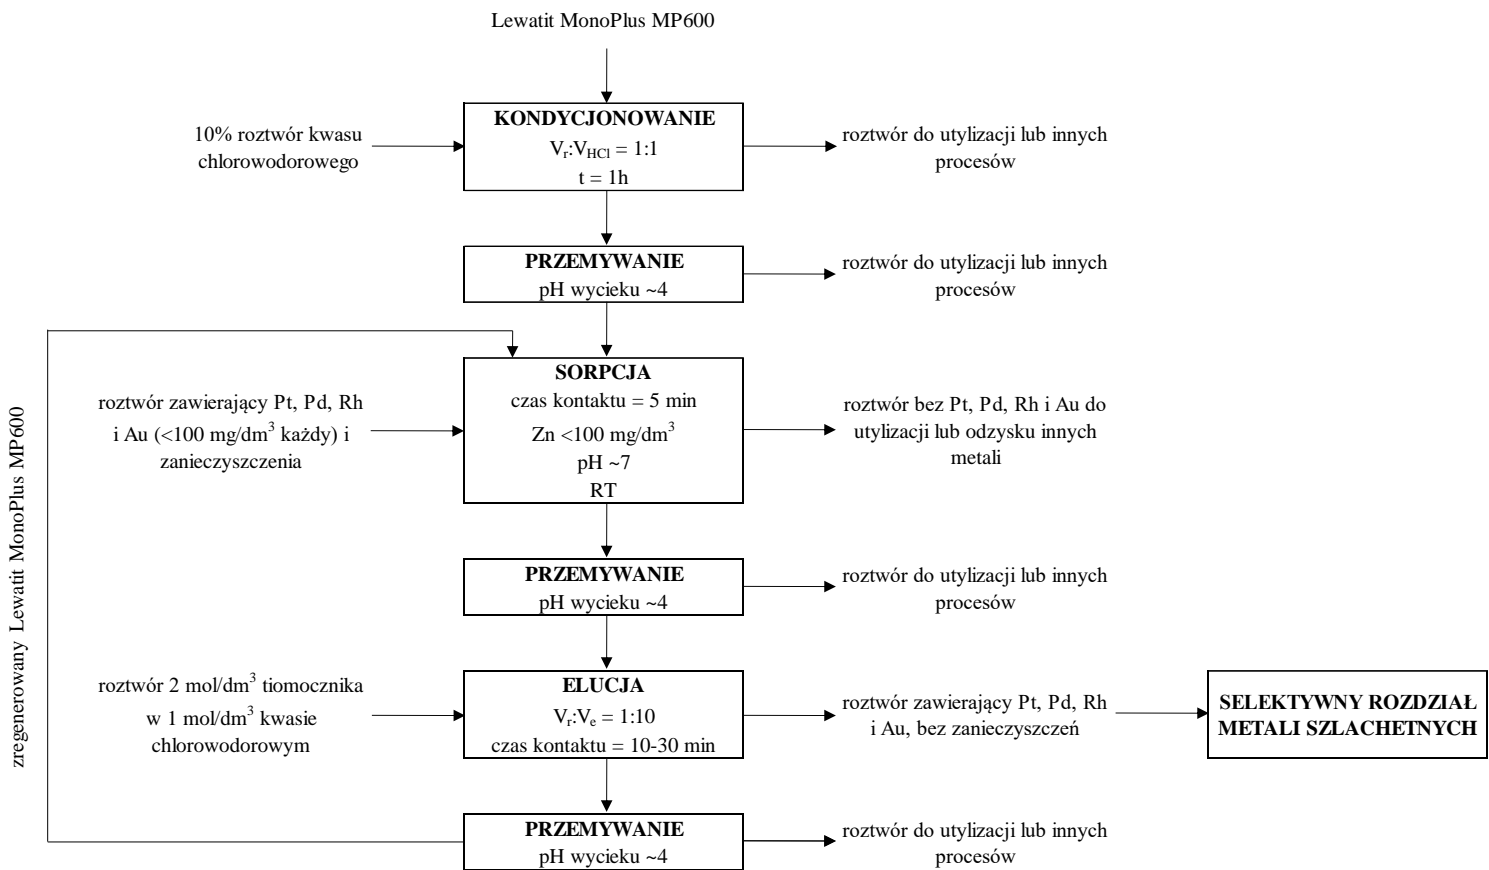 Lewatit MonoPlus MP600
10% roztwór kwasu
chlorowodorowego
KONDYCJONOWANIE
Vr:VHCl = 1:1
t = 1h
roztwór do utylizacji lub innych
procesów
PRZEMYWANIE
pH wycieku ~4
roztwór do utylizacji lub innych
procesów
zregenerowany Lewatit MonoPlus MP600
roztwór zawierający Pt, Pd, Rh
i Au (<100 mg/dm³ każdy) i
zanieczyszczenia
SORPCJA
czas kontaktu = 5 min
Zn <100 mg/dm³
pH ~7
RT
roztwór bez Pt, Pd, Rh i Au do
utylizacji lub odzysku innych
metali
PRZEMYWANIE
pH wycieku ~4
roztwór do utylizacji lub innych
procesów
roztwór 2 mol/dm³ tiomocznika
w 1 mol/dm³ kwasie
chlorowodorowym
ELUCJA
Vr:Ve = 1:10
czas kontaktu = 10-30 min
roztwór zawierający Pt, Pd, Rh
i Au, bez zanieczyszczeń
SELEKTYWNY ROZDZIAŁ
METALI SZLACHETNYCH
PRZEMYWANIE
pH wycieku ~4
roztwór do utylizacji lub innych
procesów